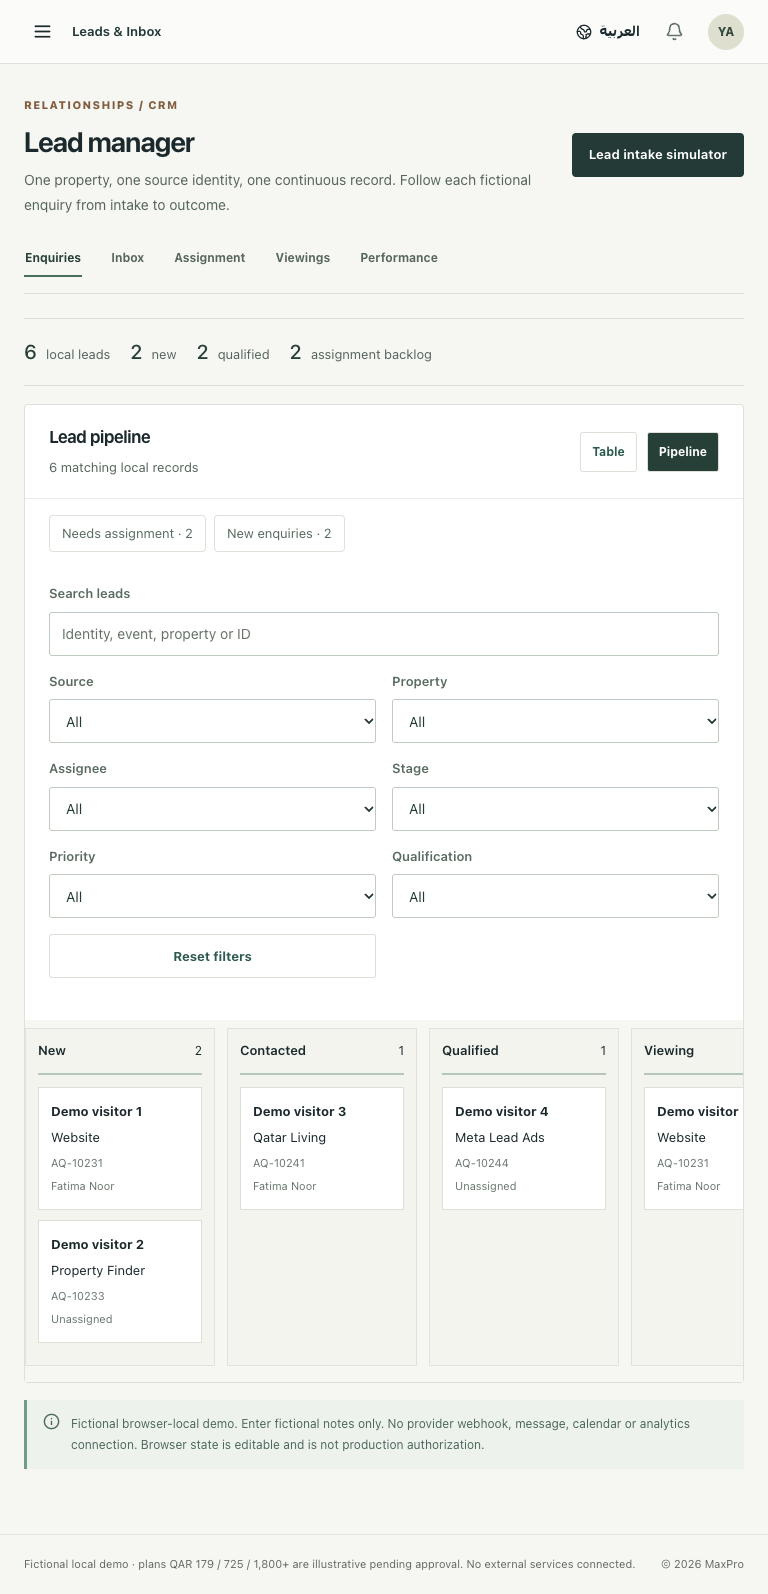 Leads & Inbox
العربية
YA
RELATIONSHIPS / CRM
Lead manager
Lead intake simulator
One property, one source identity, one continuous record. Follow each fictional
enquiry from intake to outcome.
Enquiries Inbox Assignment Viewings Performance
6 local leads 2 new 2 qualified 2 assignment backlog
Lead pipeline
6 matching local records
Table Pipeline
Needs assignment · 2 New enquiries · 2
Search leads
Identity, event, property or ID
Source Property
All All
Assignee Stage
All All
Priority Qualification
All All
Reset filters
New 2
Demo visitor 1
Website
AQ-10231
Fatima Noor
Demo visitor 2
Property Finder
AQ-10233
Unassigned
Contacted 1
Demo visitor 3
Qatar Living
AQ-10241
Fatima Noor
Qualified 1
Demo visitor 4
Meta Lead Ads
AQ-10244
Unassigned
Viewing
Demo visitor
Website
AQ-10231
Fatima Noor
Fictional browser-local demo. Enter fictional notes only. No provider webhook, message, calendar or analytics
connection. Browser state is editable and is not production authorization.
Fictional local demo · plans QAR 179 / 725 / 1,800+ are illustrative pending approval. No external services connected.
© 2026 MaxPro